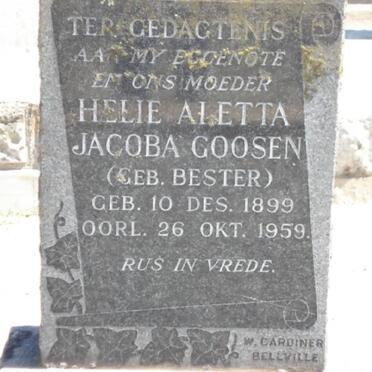 TER GEDAGTENIS
AAN MY EGGENOTE
EN ONS MOEDER
HELIE ALETTA
JACOBA GOOSEN
(GEB. BESTER)
GEB. 10 DES. 1899
OORL. 26 OKT. 1959.
RUS IN VREDE.
W. GARDINER
BELLVILLE